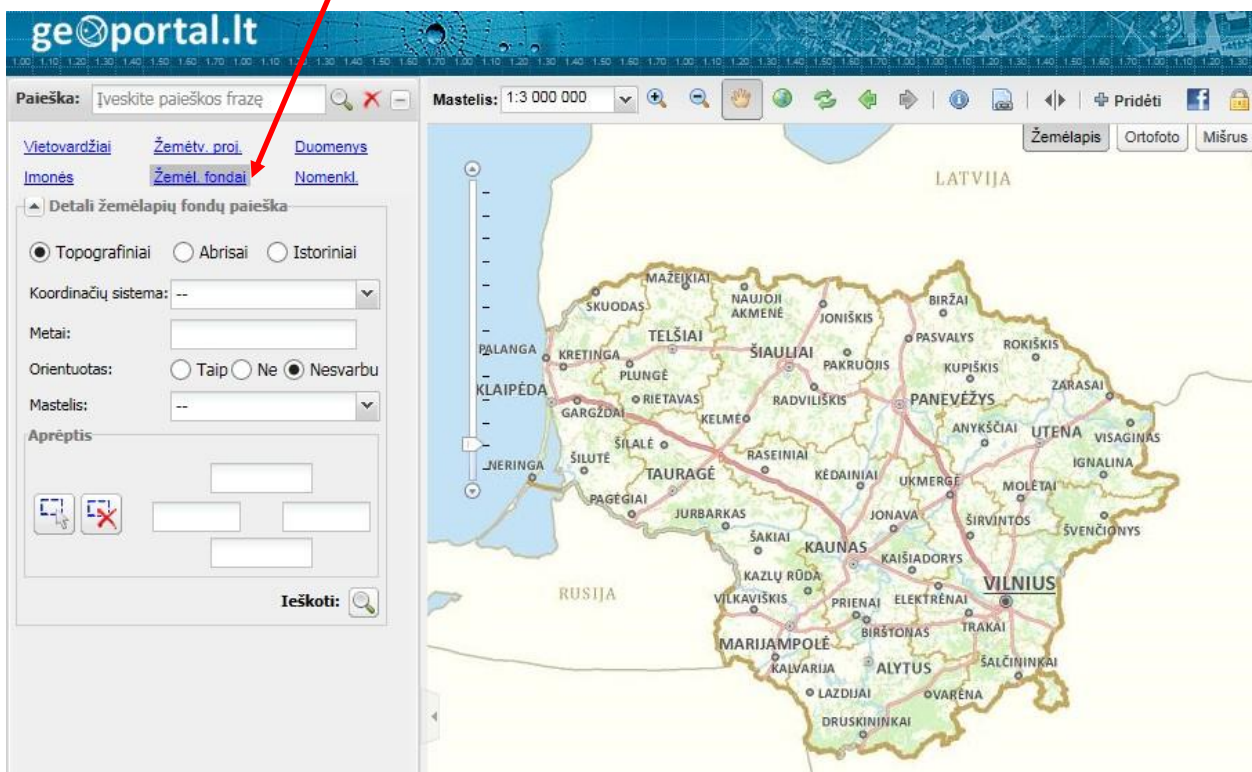 geoportal.lt
Paieška: Įveskite paieškos frazę
Vietovardžiai Žemėtv. proj. Duomenys
Įmonės Žemėl. fondai Nomenkl.
Detali žemėlapių fondų paieška
Topografiniai Abrisai Istoriniai
Koordinačių sistema: --
Metai:
Orientuotas: Taip Ne Nesvarbu
Mastelis: --
Aprėptis
Ieškoti:
Mastelis: 1:3 000 000 Pridėti
Žemėlapis Ortofoto Mišrus
LATVIJA
MAŽEIKIAI
SKUODAS
NAUJOJI
AKMENĖ
JONIŠKIS
BIRŽAI
TELŠIAI
PASVALYS
ROKIŠKIS
PALANGA
KRETINGA
ŠIAULIAI
PAKRUOJIS
KUPIŠKIS
PLUNGĖ
ZARASAI
KLAIPĖDA
RIETAVAS
RADVILIŠKIS
PANEVĖŽYS
GARGŽDAI
KELMĖ
ANYKŠČIAI
UTENA
VISAGINAS
ŠILALĖ
ŠILUTĖ
RASEINIAI
NERINGA
TAURAGĖ
KĖDAINIAI
UKMERGĖ
IGNALINA
MOLĖTAI
PAGĖGIAI
JURBARKAS
JONAVA
ŠIRVINTOS
ŠVENČIONYS
ŠAKIAI
KAUNAS
KAIŠIADORYS
KAZLŲ RŪDA
VILNIUS
RUSIJA
VILKAVIŠKIS
PRIENAI
ELEKTRĖNAI
BIRŠTONAS
TRAKAI
MARIJAMPOLĖ
KALVARIJA
ALYTUS
ŠALČININKAI
LAZDIJAI
VARĖNA
DRUSKININKAI